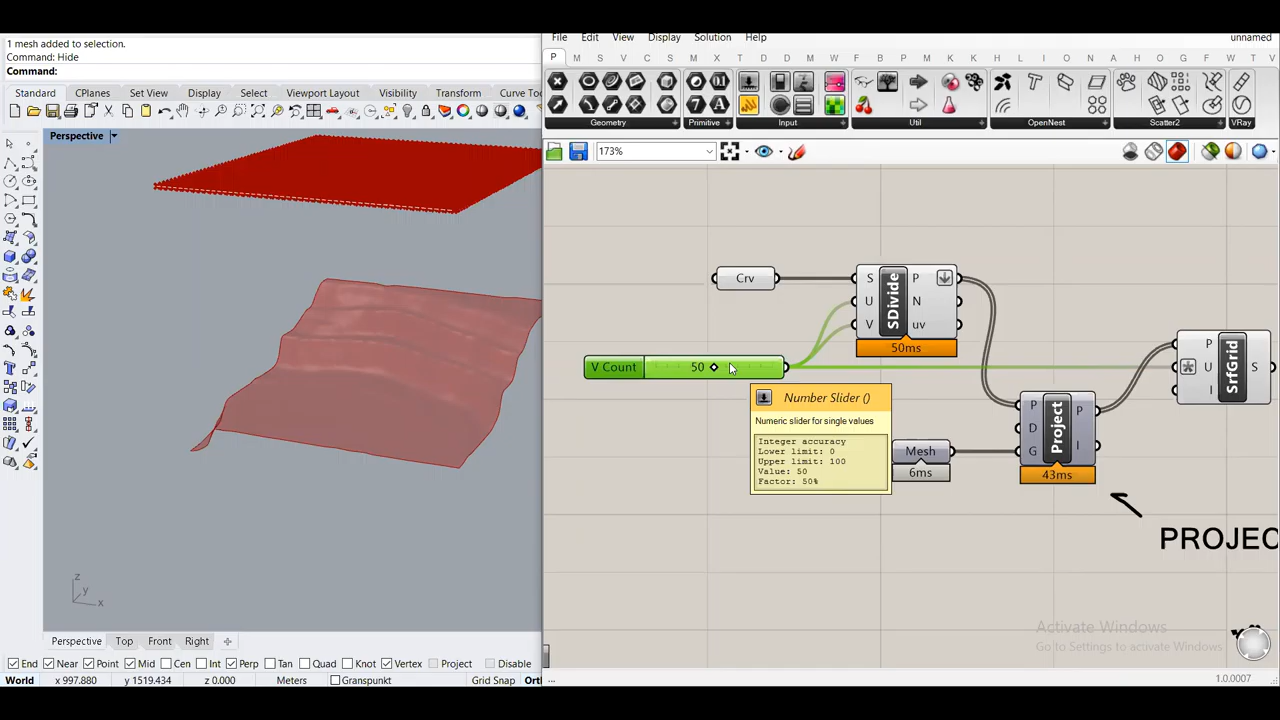 1 mesh added to selection.
Command: Hide
Command:
Standard CPlanes Set View Display Select Viewport Layout Visibility Transform Curve Too
Perspective
z
y
x
Perspective Top Front Right
End Near Point Mid Cen Int Perp Tan Quad Knot Vertex Project Disable
World x 997.880 y 1519.434 z 0.000 Meters Granspunkt Grid Snap Ort
File Edit View Display Solution Help unnamed
P M S V C S M T D W P M A V P M K K L O F A G L T V
Geometry Primitive Input Util OpenNest Scatter2 VRay
173%
Crv
S U V SDivide P N uv
50ms
V Count 50
P U I SrfGrid S
Number Slider ()
Numeric slider for single values
Integer accuracy
Lower limit: 0
Upper limit: 100
Value: 50
Factor: 50%
Mesh
6ms
P D G Project P I
43ms
PROJEC
Activate Windows
Go to Settings to activate Windows.
...
1.0.0007